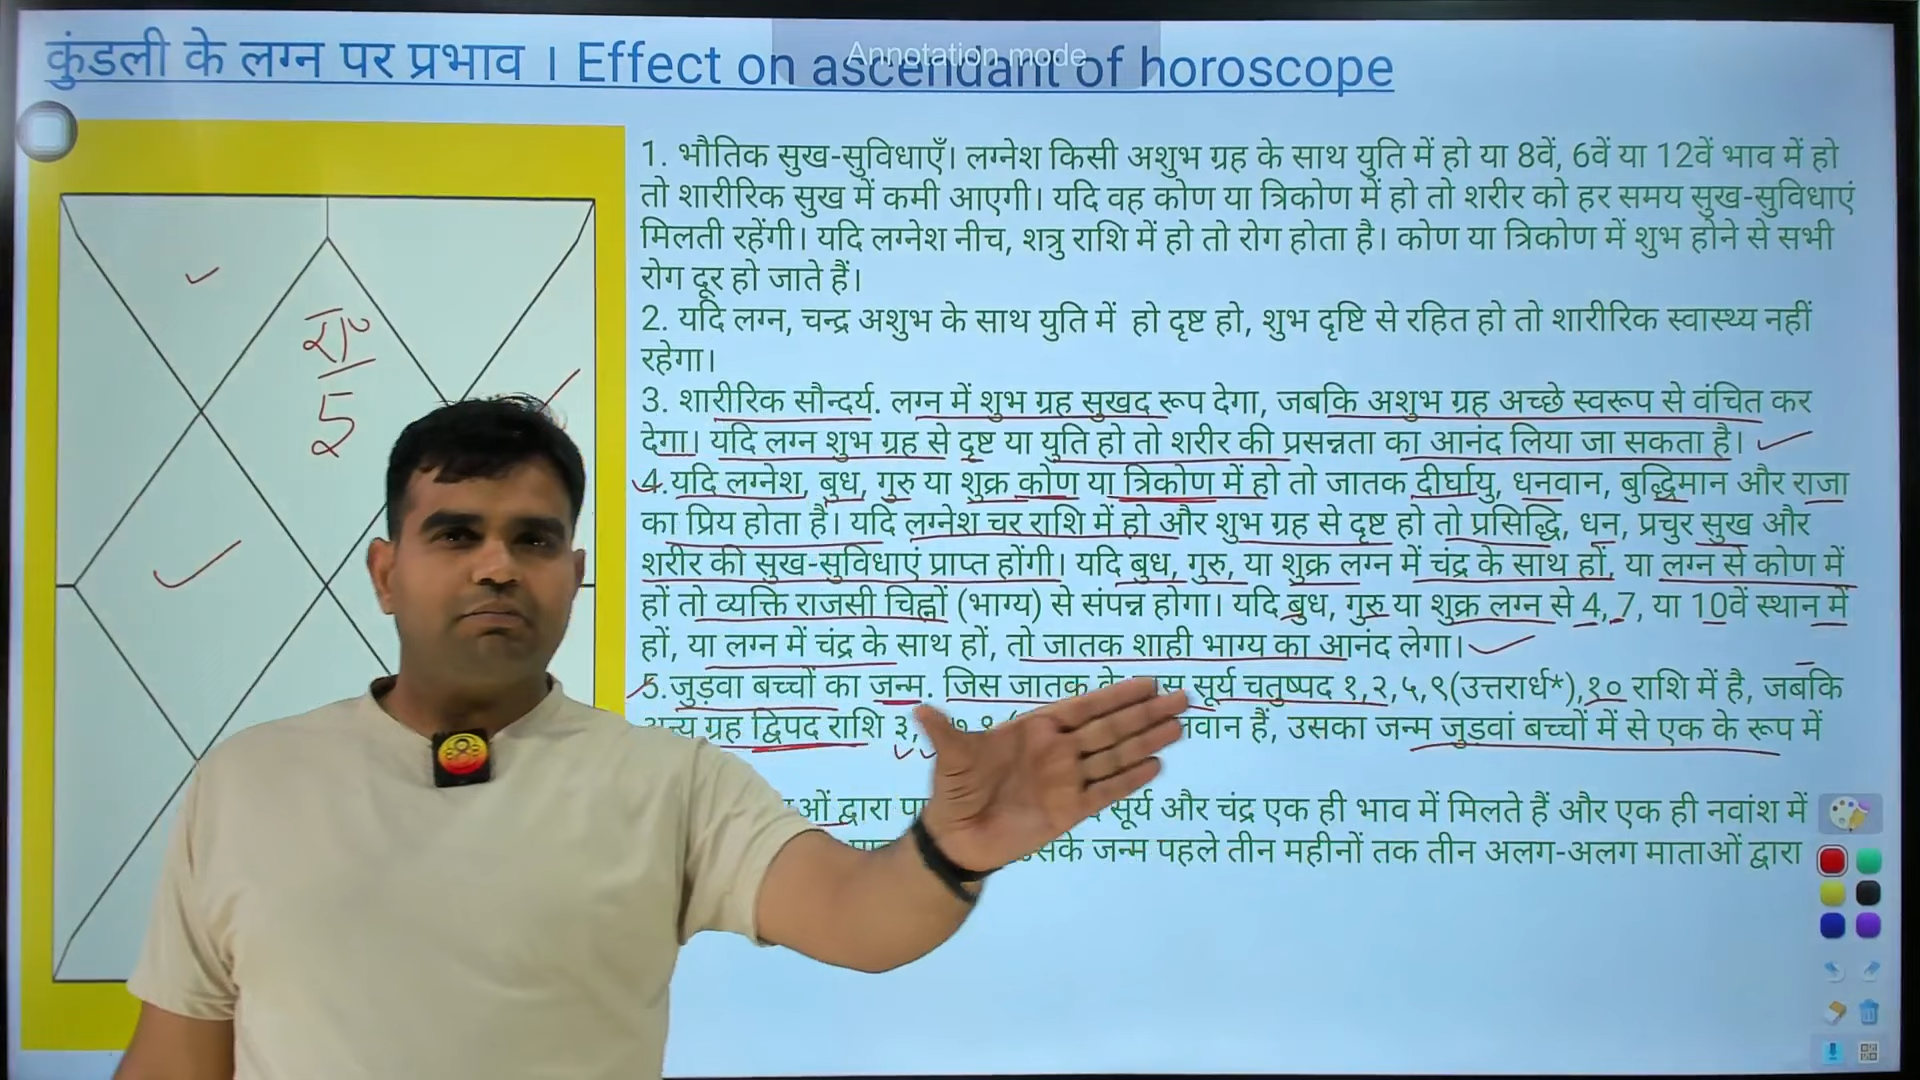 कुंडली के लग्न पर प्रभाव । Effect on ascendant of horoscope
Annotation mode
1. भौतिक सुख-सुविधाएँ। लग्नेश किसी अशुभ ग्रह के साथ युति में हो या 8वें, 6वें या 12वें भाव में हो
तो शारीरिक सुख में कमी आएगी। यदि वह कोण या त्रिकोण में हो तो शरीर को हर समय सुख-सुविधाएं
मिलती रहेंगी। यदि लग्नेश नीच, शत्रु राशि में हो तो रोग होता है। कोण या त्रिकोण में शुभ होने से सभी
रोग दूर हो जाते हैं।
2. यदि लग्न, चन्द्र अशुभ के साथ युति में हो दृष्ट हो, शुभ दृष्टि से रहित हो तो शारीरिक स्वास्थ्य नहीं
रहेगा।
3. शारीरिक सौन्दर्य. लग्न में शुभ ग्रह सुखद रूप देगा, जबकि अशुभ ग्रह अच्छे स्वरूप से वंचित कर
देगा। यदि लग्न शुभ ग्रह से दृष्ट या युति हो तो शरीर की प्रसन्नता का आनंद लिया जा सकता है।
4.यदि लग्नेश, बुध, गुरु या शुक्र कोण या त्रिकोण में हो तो जातक दीर्घायु, धनवान, बुद्धिमान और राजा
का प्रिय होता है। यदि लग्नेश चर राशि में हो और शुभ ग्रह से दृष्ट हो तो प्रसिद्धि, धन, प्रचुर सुख और
शरीर की सुख-सुविधाएं प्राप्त होंगी। यदि बुध, गुरु, या शुक्र लग्न में चंद्र के साथ हों, या लग्न से कोण में
हों तो व्यक्ति राजसी चिह्नों (भाग्य) से संपन्न होगा। यदि बुध, गुरु या शुक्र लग्न से 4, 7, या 10वें स्थान में
हों, या लग्न में चंद्र के साथ हों, तो जातक शाही भाग्य का आनंद लेगा।
5.जुड़वा बच्चों का जन्म. जिस जातक सूर्य चतुष्पद १,२,५,९(उत्तरार्ध*),१० राशि में है, जबकि
ग्रह द्विपद राशि ३, हैं, उसका जन्म जुड़वां बच्चों में से एक के रूप में
द्वारा सूर्य और चंद्र एक ही भाव में मिलते हैं और एक ही नवांश में
जन्म पहले तीन महीनों तक तीन अलग-अलग माताओं द्वारा
रा०
5